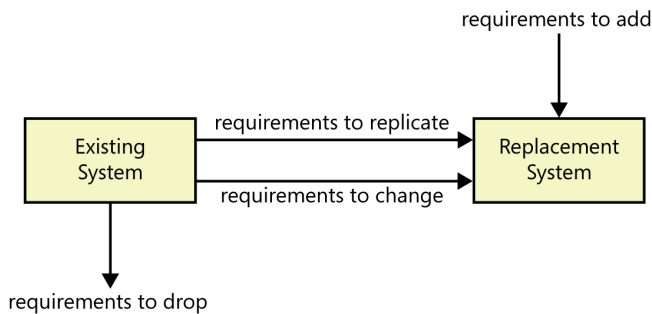 requirements to add
requirements to replicate
Existing
System
Replacement
System
requirements to change
requirements to drop